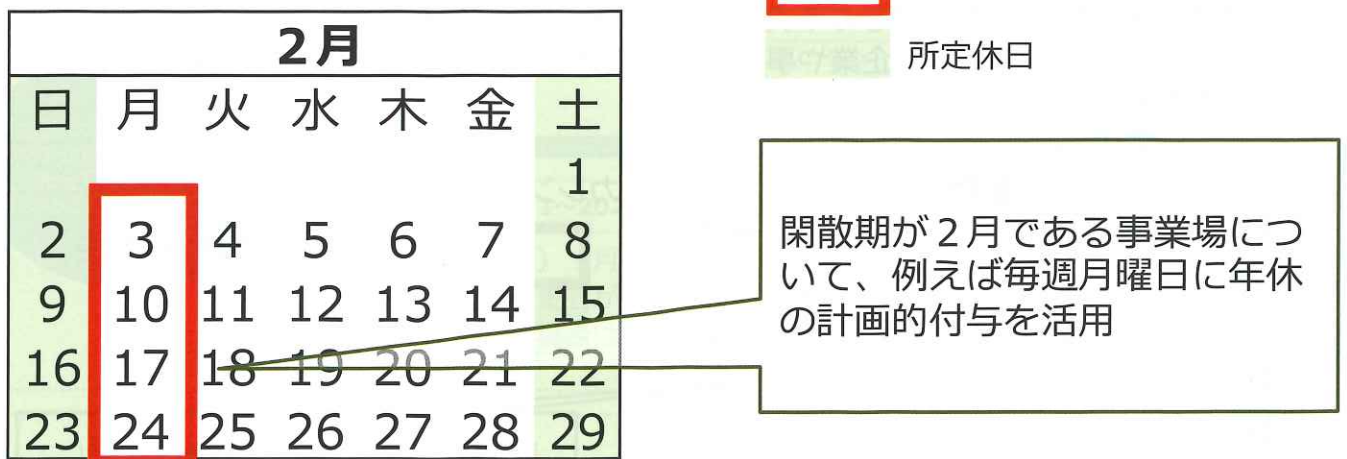 2月
日 月 火 水 木 金 土
1
2 3 4 5 6 7 8
9 10 11 12 13 14 15
16 17 18 19 20 21 22
23 24 25 26 27 28 29
所定休日
閑散期が2月である事業場につ
いて、例えば毎週月曜日に年休
の計画的付与を活用